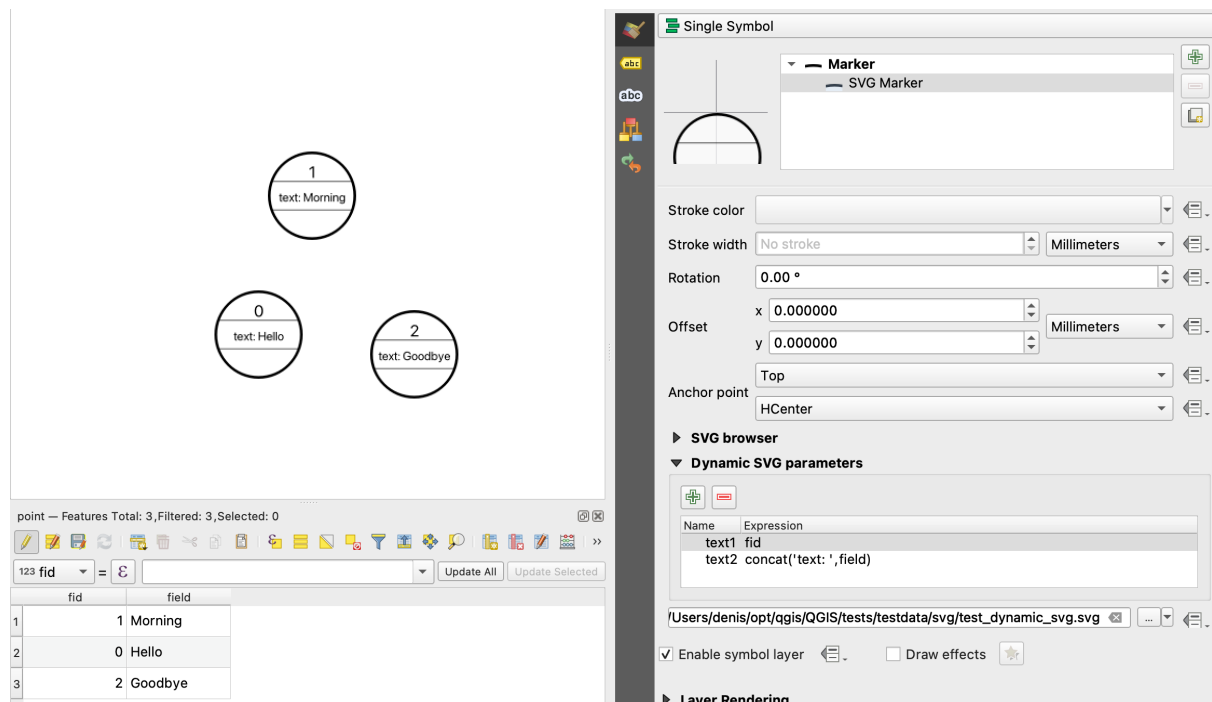 Single Symbol
abc
abc
Marker
SVG Marker
1
text: Morning
0
text: Hello
2
text: Goodbye
Stroke color
Stroke width No stroke Millimeters
Rotation 0.00 °
Offset x 0.000000 Millimeters
y 0.000000
Anchor point Top
HCenter
SVG browser
Dynamic SVG parameters
Name Expression
text1 fid
text2 concat('text: ',field)
/Users/denis/opt/qgis/QGIS/tests/testdata/svg/test_dynamic_svg.svg ...
Enable symbol layer Draw effects
Layer Rendering
point — Features Total: 3,Filtered: 3,Selected: 0
»
123 fid = ε Update All Update Selected
fid field
1 1 Morning
2 0 Hello
3 2 Goodbye